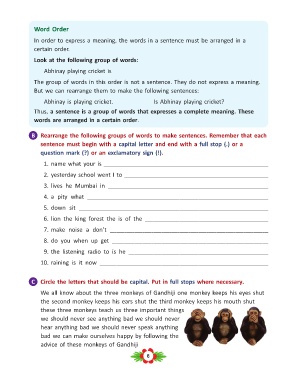 Word Order
In order to express a meaning, the words in a sentence must be arranged in a
certain order.
Look at the following group of words:
Abhinay playing cricket is
The group of words in this order is not a sentence. They do not express a meaning.
But we can rearrange them to make the following sentences:
Abhinay is playing cricket. Is Abhinay playing cricket?
Thus, a sentence is a group of words that expresses a complete meaning. These
words are arranged in a certain order.
B Rearrange the following groups of words to make sentences. Remember that each
sentence must begin with a capital letter and end with a full stop (.) or a
question mark (?) or an exclamatory sign (!).
1. name what your is
2. yesterday school went I to
3. lives he Mumbai in
4. a pity what
5. down sit
6. lion the king forest the is of the
7. make noise a don't
8. do you when up get
9. the listening radio to is he
10. raining is it now
C Circle the letters that should be capital. Put in full stops where necessary.
We all know about the three monkeys of Gandhiji one monkey keeps his eyes shut
the second monkey keeps his ears shut the third monkey keeps his mouth shut
these three monkeys teach us three important things
we should never see anything bad we should never
hear anything bad we should never speak anything
bad we can make ourselves happy by following the
advice of these monkeys of Gandhiji
6